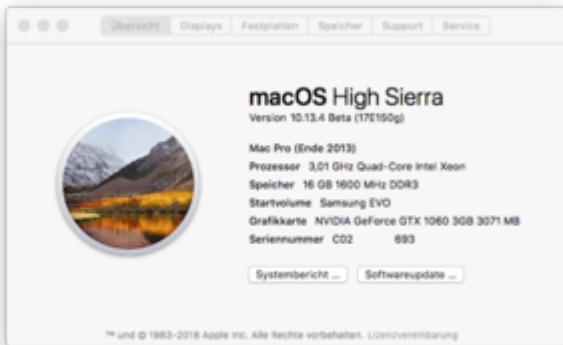 Übersicht Displays Festplatten Speicher Support Service
macOS High Sierra
Version 10.13.4 Beta (17E150g)
Mac Pro (Ende 2013)
Prozessor 3,01 GHz Quad-Core Intel Xeon
Speicher 16 GB 1600 MHz DDR3
Startvolume Samsung EVO
Grafikkarte NVIDIA GeForce GTX 1060 3GB 3071 MB
Seriennummer C02 693
Systembericht ... Softwareupdate ...
™ und © 1983-2018 Apple Inc. Alle Rechte vorbehalten. Lizenzvereinbarung